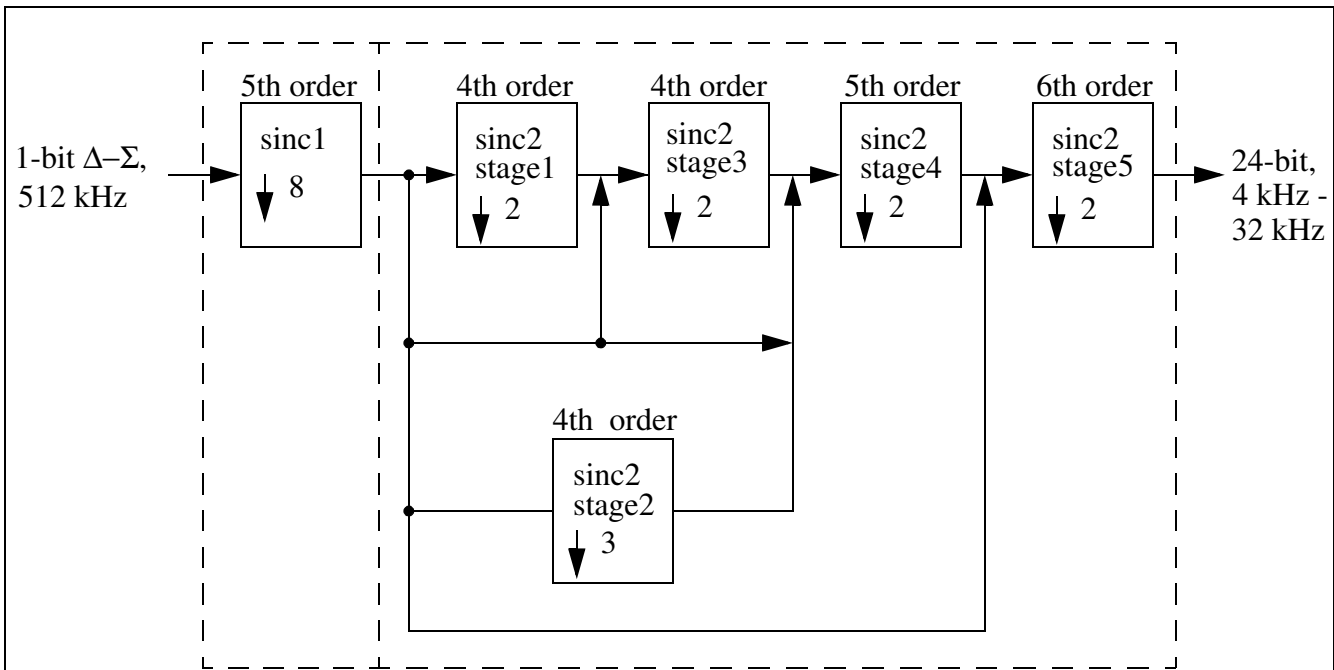 5th order
4th order
4th order
5th order
6th order
1-bit Δ–Σ,
512 kHz
sinc1
8
sinc2
stage1
2
sinc2
stage3
2
sinc2
stage4
2
sinc2
stage5
2
24-bit,
4 kHz -
32 kHz
4th order
sinc2
stage2
3